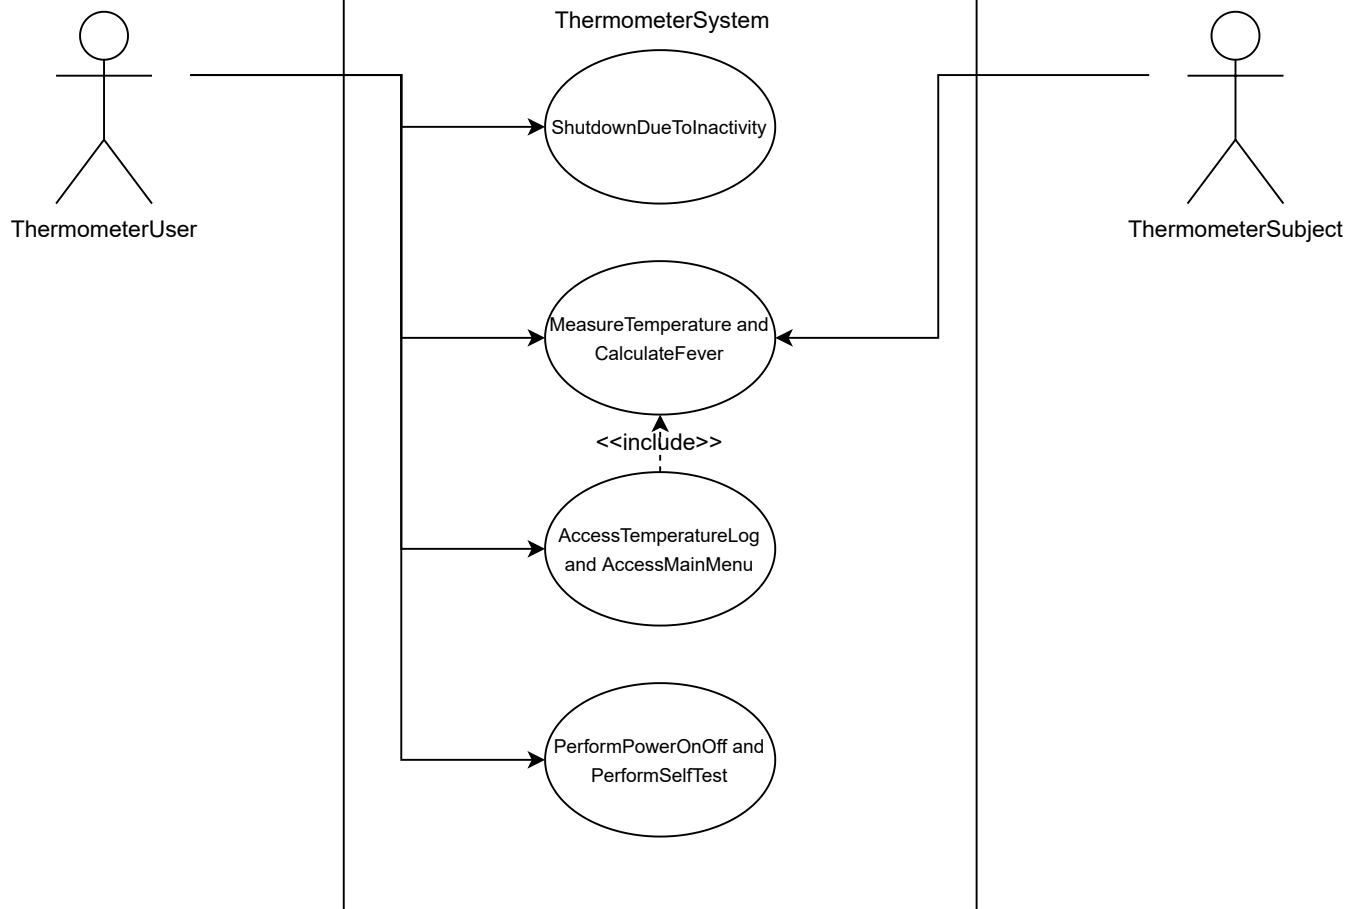 ThermometerSystem
ShutdownDueToInactivity
ThermometerUser
ThermometerSubject
MeasureTemperature and
CalculateFever
<<include>>
AccessTemperatureLog
and AccessMainMenu
PerformPowerOnOff and
PerformSelfTest